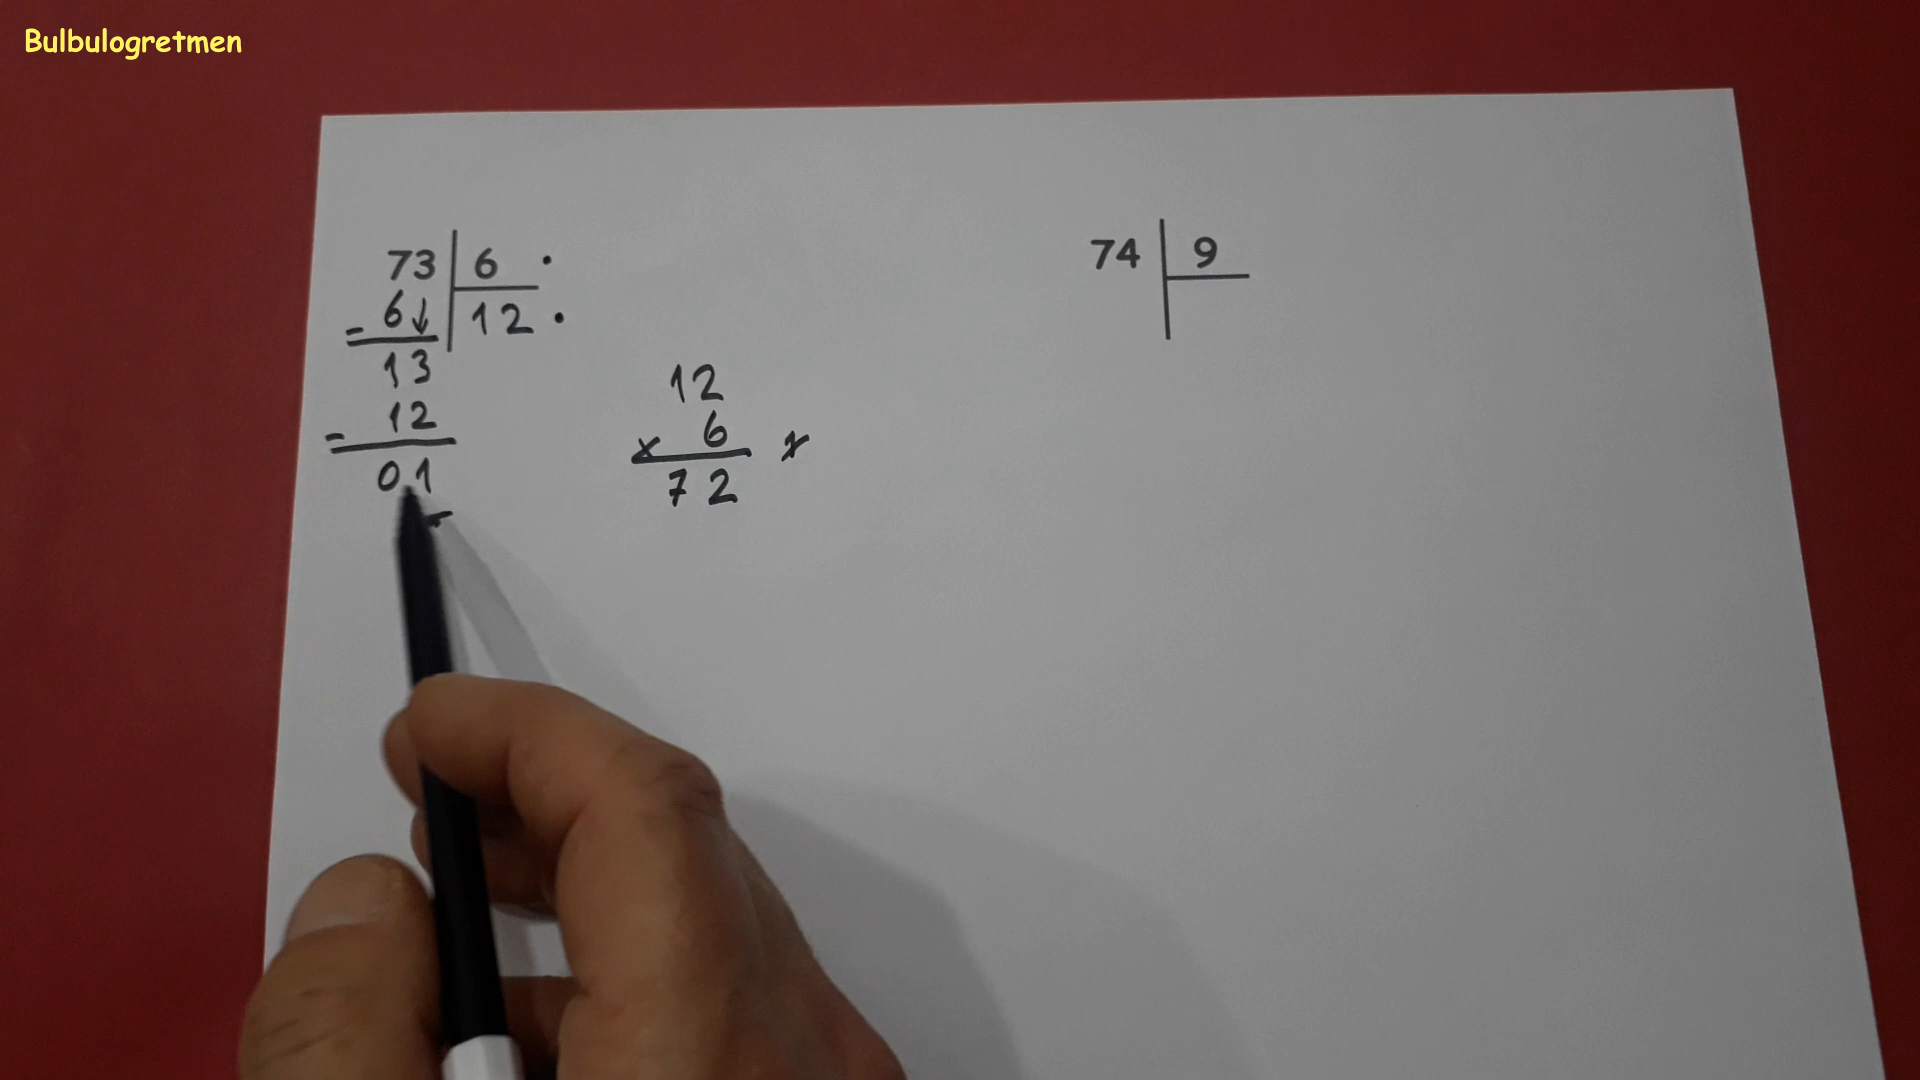 Bulbulogretmen
73 6 .
- 6↓ 12 .
13
- 12
01
12
x 6 x
72
74 9